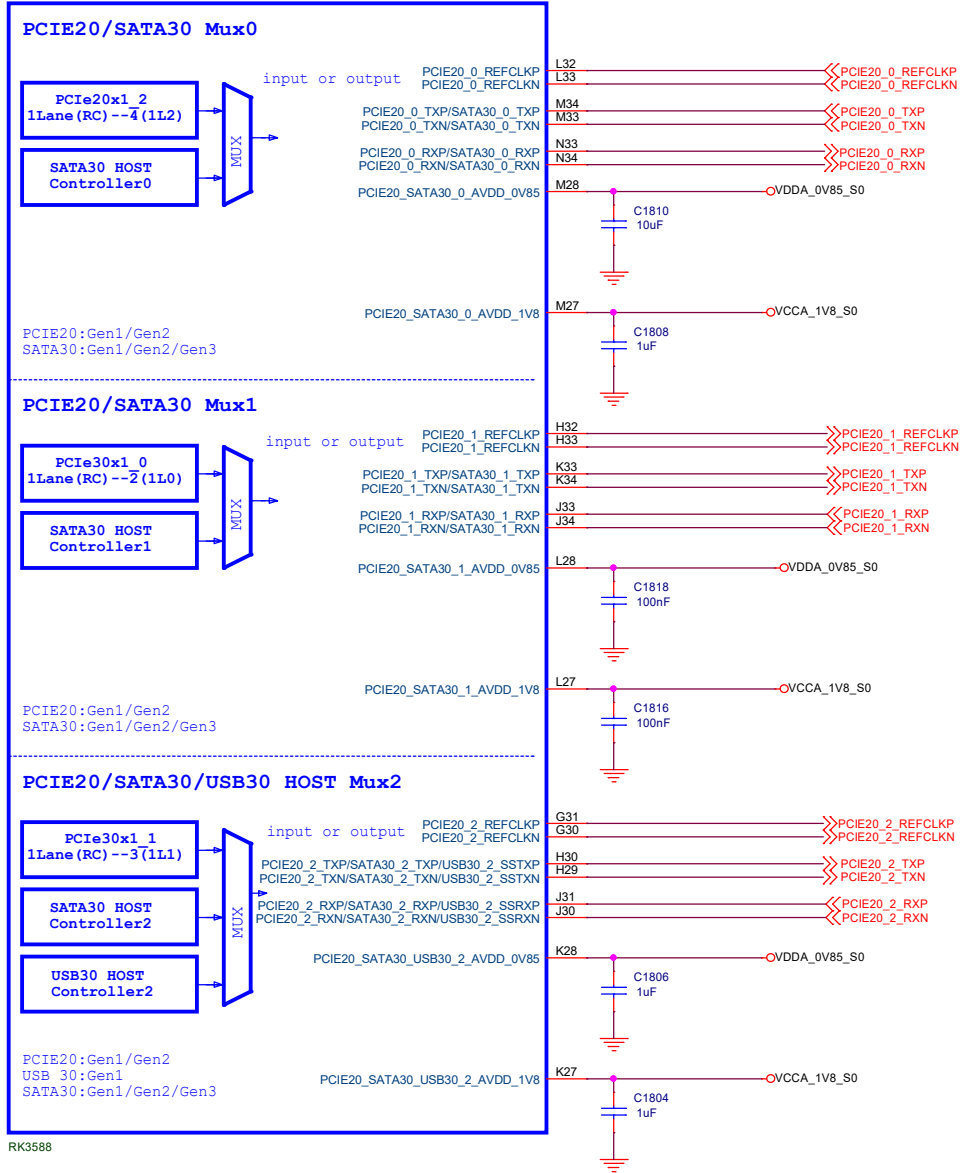 PCIE20/SATA30 Mux0
input or output
PCIe20x1_2
1Lane(RC)--4(1L2)
SATA30 HOST
Controller0
MUX
PCIE20_0_REFCLKP L32 PCIE20_0_REFCLKP
PCIE20_0_REFCLKN L33 PCIE20_0_REFCLKN
PCIE20_0_TXP/SATA30_0_TXP M34 PCIE20_0_TXP
PCIE20_0_TXN/SATA30_0_TXN M33 PCIE20_0_TXN
PCIE20_0_RXP/SATA30_0_RXP N33 PCIE20_0_RXP
PCIE20_0_RXN/SATA30_0_RXN N34 PCIE20_0_RXN
PCIE20_SATA30_0_AVDD_0V85 M28 VDDA_0V85_S0
C1810
10uF
PCIE20_SATA30_0_AVDD_1V8 M27 VCCA_1V8_S0
C1808
1uF
PCIE20:Gen1/Gen2
SATA30:Gen1/Gen2/Gen3
PCIE20/SATA30 Mux1
input or output
PCIe30x1_0
1Lane(RC)--2(1L0)
SATA30 HOST
Controller1
MUX
PCIE20_1_REFCLKP H32 PCIE20_1_REFCLKP
PCIE20_1_REFCLKN H33 PCIE20_1_REFCLKN
PCIE20_1_TXP/SATA30_1_TXP K33 PCIE20_1_TXP
PCIE20_1_TXN/SATA30_1_TXN K34 PCIE20_1_TXN
PCIE20_1_RXP/SATA30_1_RXP J33 PCIE20_1_RXP
PCIE20_1_RXN/SATA30_1_RXN J34 PCIE20_1_RXN
PCIE20_SATA30_1_AVDD_0V85 L28 VDDA_0V85_S0
C1818
100nF
PCIE20_SATA30_1_AVDD_1V8 L27 VCCA_1V8_S0
C1816
100nF
PCIE20:Gen1/Gen2
SATA30:Gen1/Gen2/Gen3
PCIE20/SATA30/USB30 HOST Mux2
input or output
PCIe30x1_1
1Lane(RC)--3(1L1)
SATA30 HOST
Controller2
USB30 HOST
Controller2
MUX
PCIE20_2_REFCLKP G31 PCIE20_2_REFCLKP
PCIE20_2_REFCLKN G30 PCIE20_2_REFCLKN
PCIE20_2_TXP/SATA30_2_TXP/USB30_2_SSTXP H30 PCIE20_2_TXP
PCIE20_2_TXN/SATA30_2_TXN/USB30_2_SSTXN H29 PCIE20_2_TXN
PCIE20_2_RXP/SATA30_2_RXP/USB30_2_SSRXP J31 PCIE20_2_RXP
PCIE20_2_RXN/SATA30_2_RXN/USB30_2_SSRXN J30 PCIE20_2_RXN
PCIE20_SATA30_USB30_2_AVDD_0V85 K28 VDDA_0V85_S0
C1806
1uF
PCIE20_SATA30_USB30_2_AVDD_1V8 K27 VCCA_1V8_S0
C1804
1uF
PCIE20:Gen1/Gen2
USB 30:Gen1
SATA30:Gen1/Gen2/Gen3
RK3588